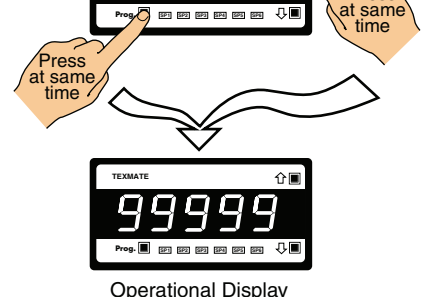 at same
time
Prog. SP1 SP2 SP3 SP4 SP5 SP6
Press
at same
time
TEXMATE
99999
Prog. SP1 SP2 SP3 SP4 SP5 SP6
Operational Display